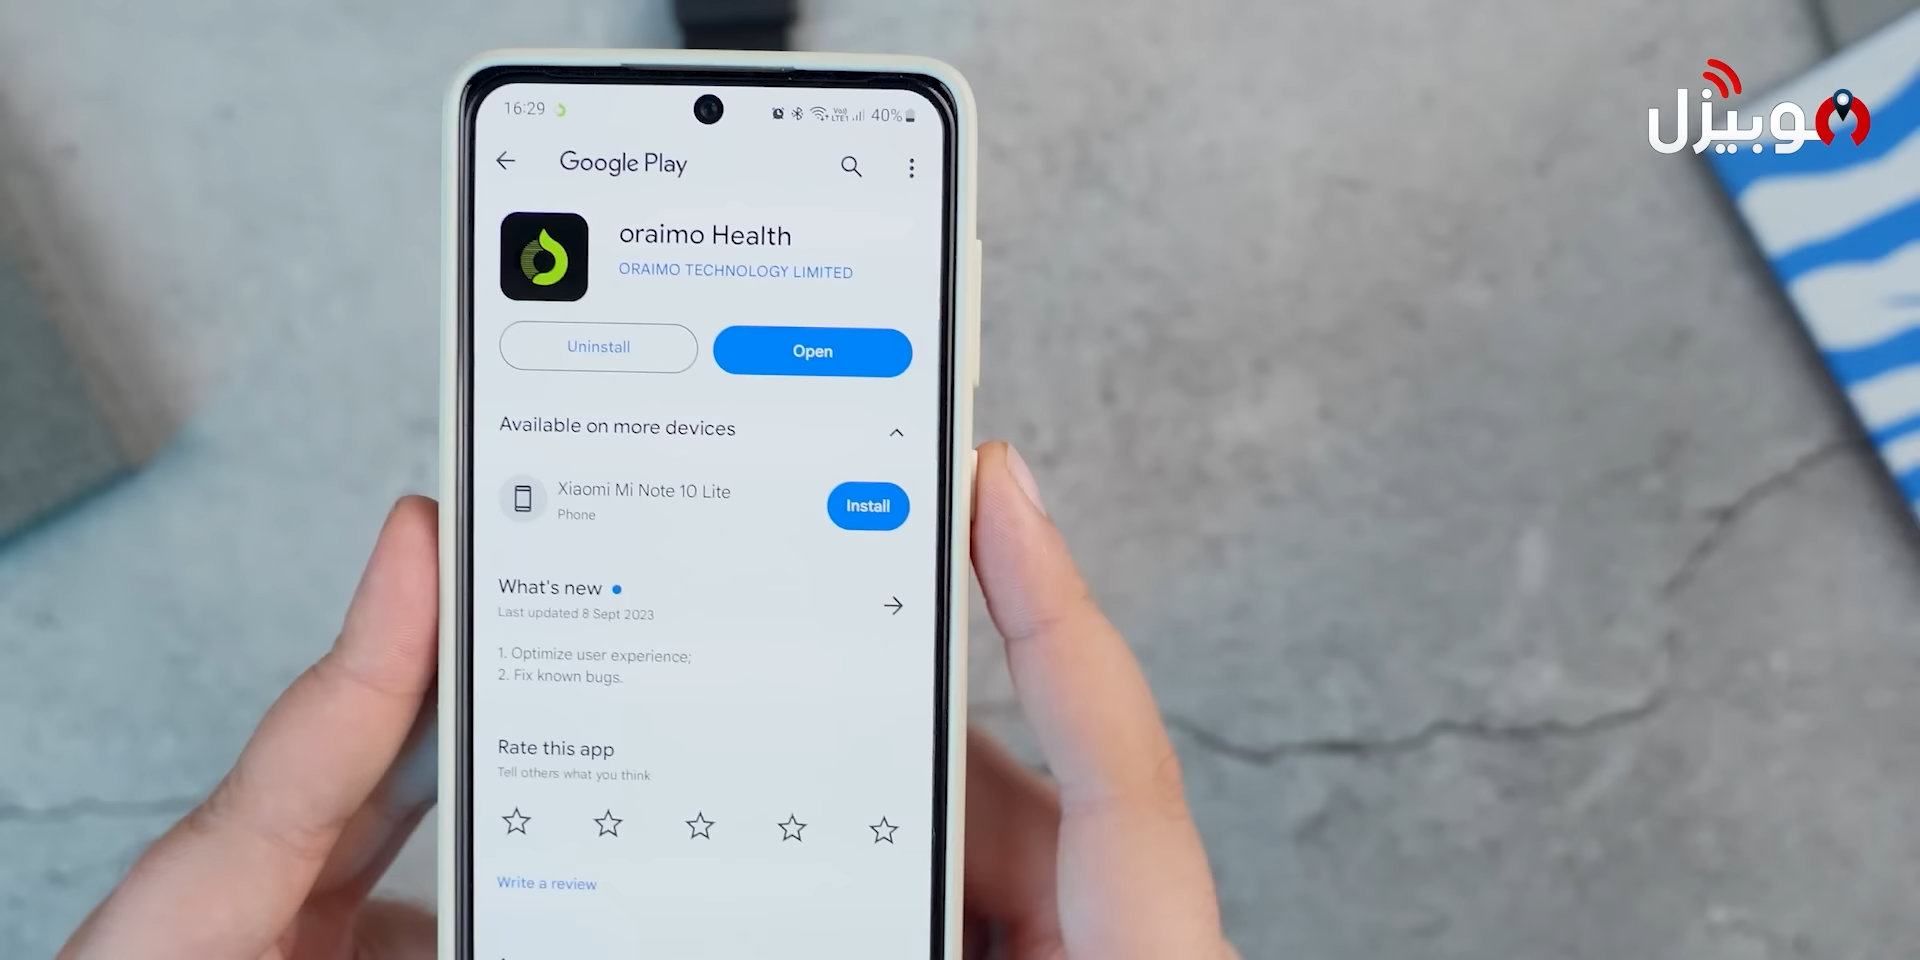 موبيزل
16:29
Vo))
LTE1
40%
Google Play
oraimo Health
ORAIMO TECHNOLOGY LIMITED
Uninstall
Open
Available on more devices
Xiaomi Mi Note 10 Lite
Phone
Install
What's new
Last updated 8 Sept 2023
1. Optimize user experience;
2. Fix known bugs.
Rate this app
Tell others what you think
Write a review